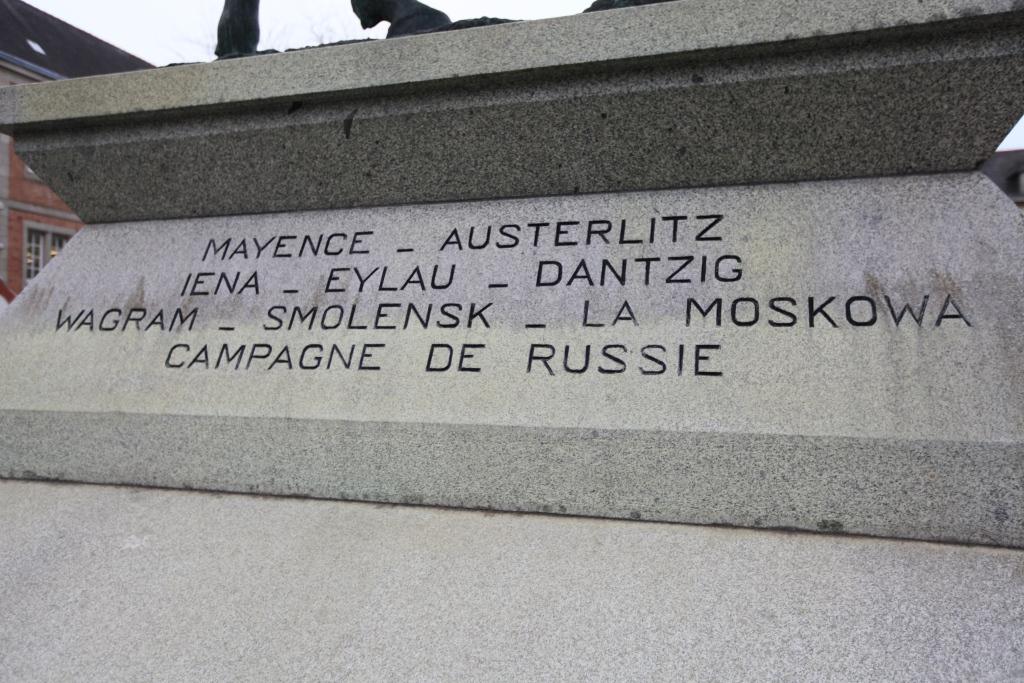 MAYENCE - AUSTERLITZ
IENA - EYLAU - DANTZIG
WAGRAM - SMOLENSK - LA MOSKOWA
CAMPAGNE DE RUSSIE